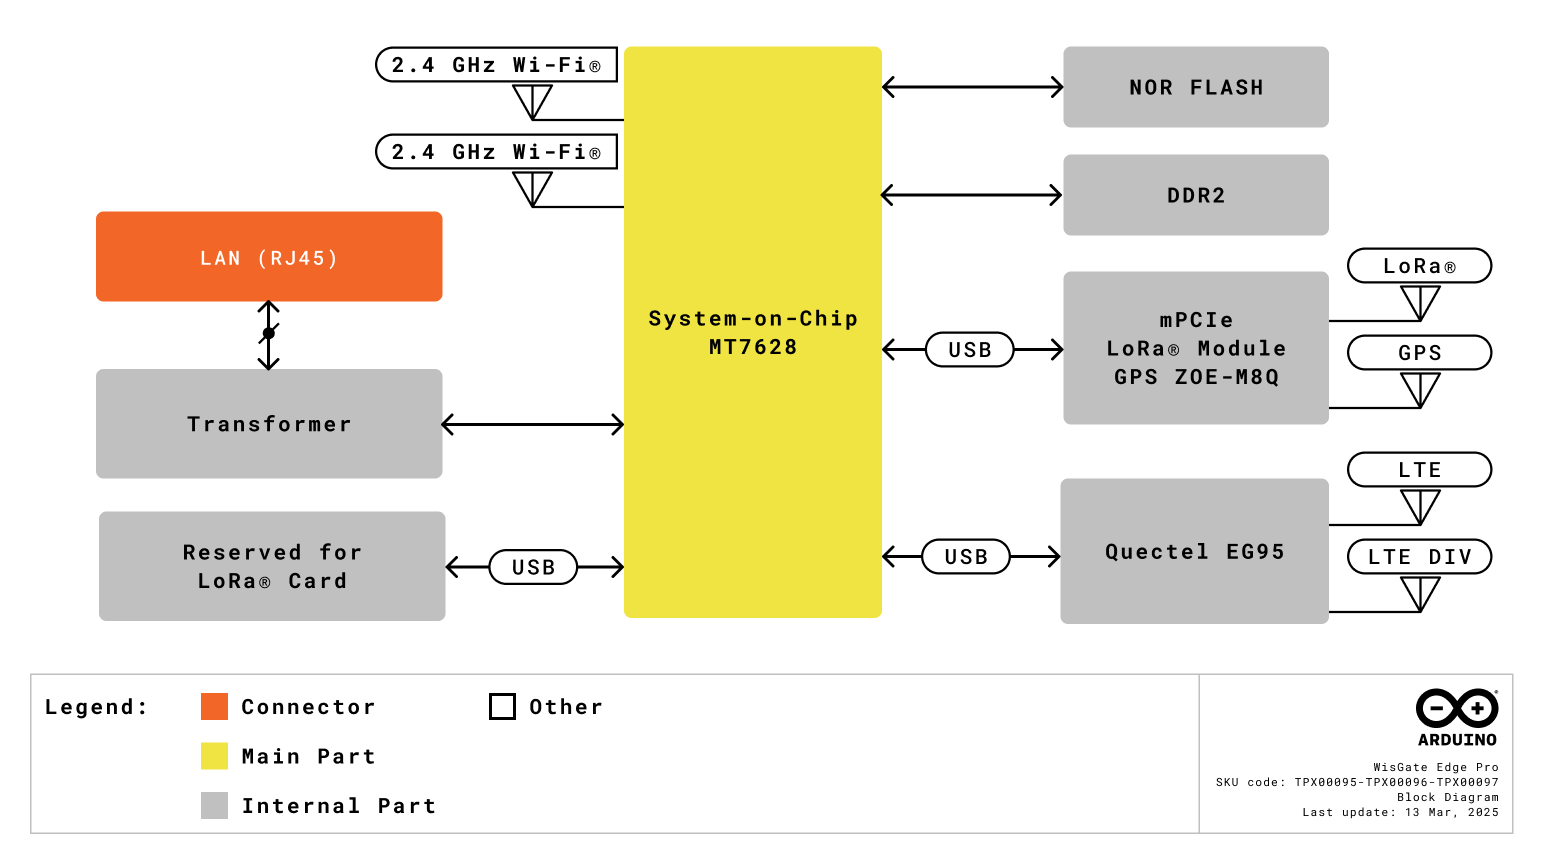 2.4 GHz Wi-Fi®
2.4 GHz Wi-Fi®
LAN (RJ45)
Transformer
Reserved for
LoRa® Card
USB
System-on-Chip
MT7628
NOR FLASH
DDR2
USB
mPCIe
LoRa® Module
GPS ZOE-M8Q
LoRa®
GPS
USB
Quectel EG95
LTE
LTE DIV
Legend:
Connector
Other
Main Part
Internal Part
ARDUINO
WisGate Edge Pro
SKU code: TPX00095-TPX00096-TPX00097
Block Diagram
Last update: 13 Mar, 2025